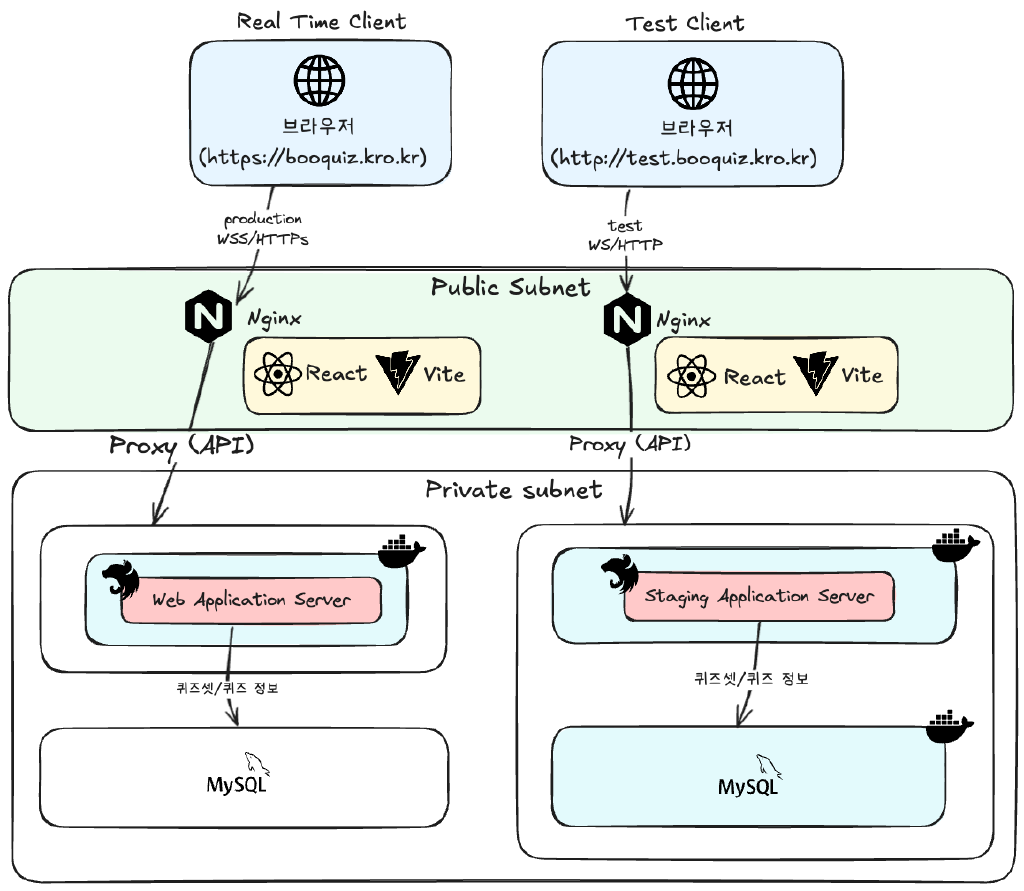 Real Time Client
Test Client
브라우저
(https://booquiz.kro.kr)
브라우저
(http://test.booquiz.kro.kr)
production
WSS/HTTPs
test
WS/HTTP
Public Subnet
Nginx
React
Vite
Nginx
React
Vite
Proxy (API)
Proxy (API)
Private subnet
Web Application Server
Staging Application Server
퀴즈셋/퀴즈 정보
퀴즈셋/퀴즈 정보
MySQL
MySQL